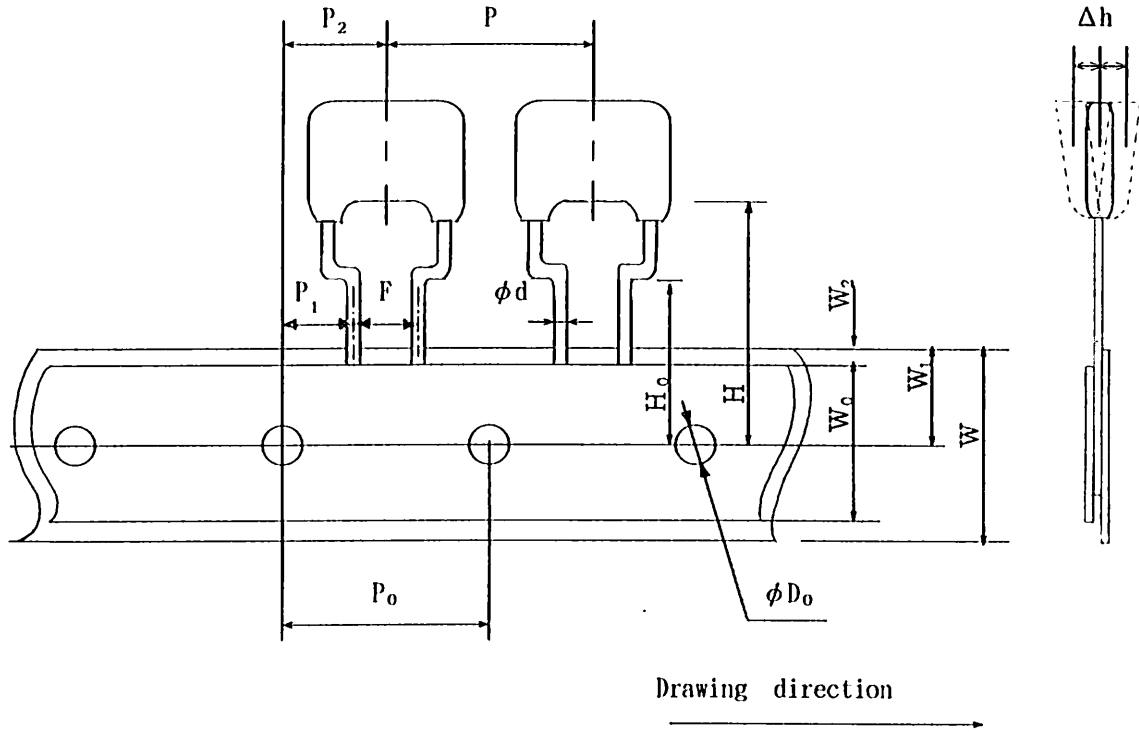 P₂
P
Δh
P₁
F
φd
H₀
H
W₂
W₀
W₁
W
P₀
φD₀
Drawing direction